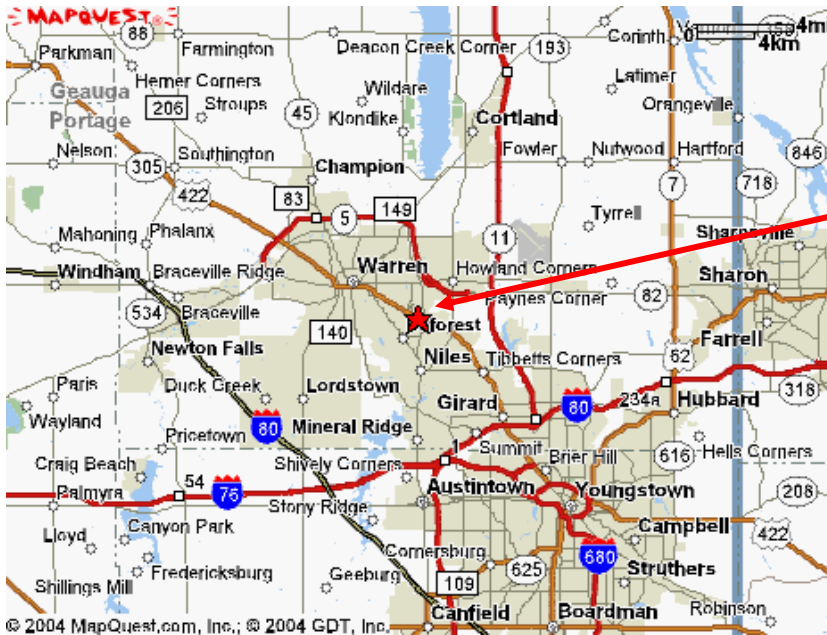 MAPQUEST®
88
Farmington
Deacon Creek Corner
193
Corinth
4mi
4km
Parkman
Hemer Corners
Wildare
Latimer
Geauga
Portage
206
Stroups
45
Klondike
Cortland
Orangeville
Nelson
305
Southington
Champion
Fowler
Nutwood
Hartford
846
422
83
5
149
7
718
Mahoning
Phalanx
11
Tyrrell
Sharpsville
Windham
Braceville Ridge
Warren
Howland Corners
Sharon
534
Braceville
Paynes Corner
82
140
forest
Farrell
Newton Falls
Niles
Tibbetts Corners
52
Paris
Duck Creek
Lordstown
80
234a
318
Wayland
80
Girard
Hubbard
Pricetown
Mineral Ridge
1
Summit
616
Hells Corners
Craig Beach
54
Shively Corners
Brier Hill
Palmyra
76
Austintown
Youngstown
208
Stony Ridge
Canyon Park
Campbell
422
Lloyd
Cornersburg
680
Fredericksburg
625
Struthers
Shillings Mill
Geeburg
109
Robinson
Canfield
Boardman
© 2004 MapQuest.com, Inc.; © 2004 GDT, Inc.